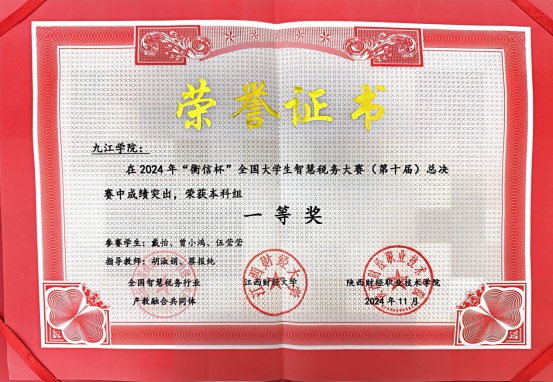 荣誉证书
九江学院：
在2024年“衡信杯”全国大学生智慧税务大赛（第十届）总决
赛中成绩突出，荣获本科组
一等奖
参赛学生：戴怡、曾小鸿、伍莹莹
指导教师：胡淑娟、蔡报纯
全国智慧税务行业
产教融合共同体
江西财经大学
陕西财经职业技术学院
2024年11月